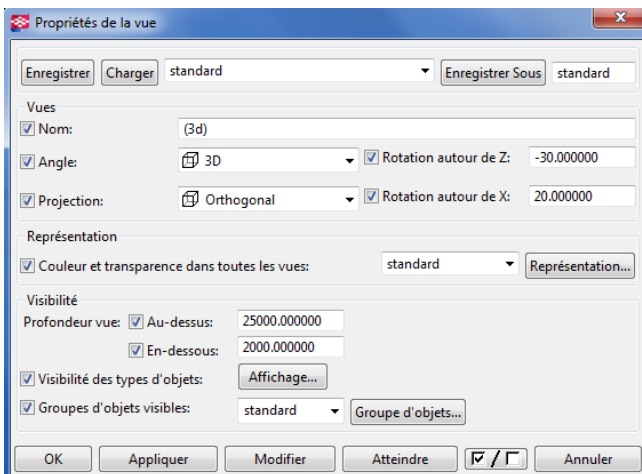 Propriétés de la vue
Enregistrer Charger standard Enregistrer Sous standard
Vues
Nom: (3d)
Angle: 3D Rotation autour de Z: -30.000000
Projection: Orthogonal Rotation autour de X: 20.000000
Représentation
Couleur et transparence dans toutes les vues: standard Représentation...
Visibilité
Profondeur vue: Au-dessus: 25000.000000
En-dessous: 2000.000000
Visibilité des types d'objets: Affichage...
Groupes d'objets visibles: standard Groupe d'objets...
OK Appliquer Modifier Atteindre / Annuler